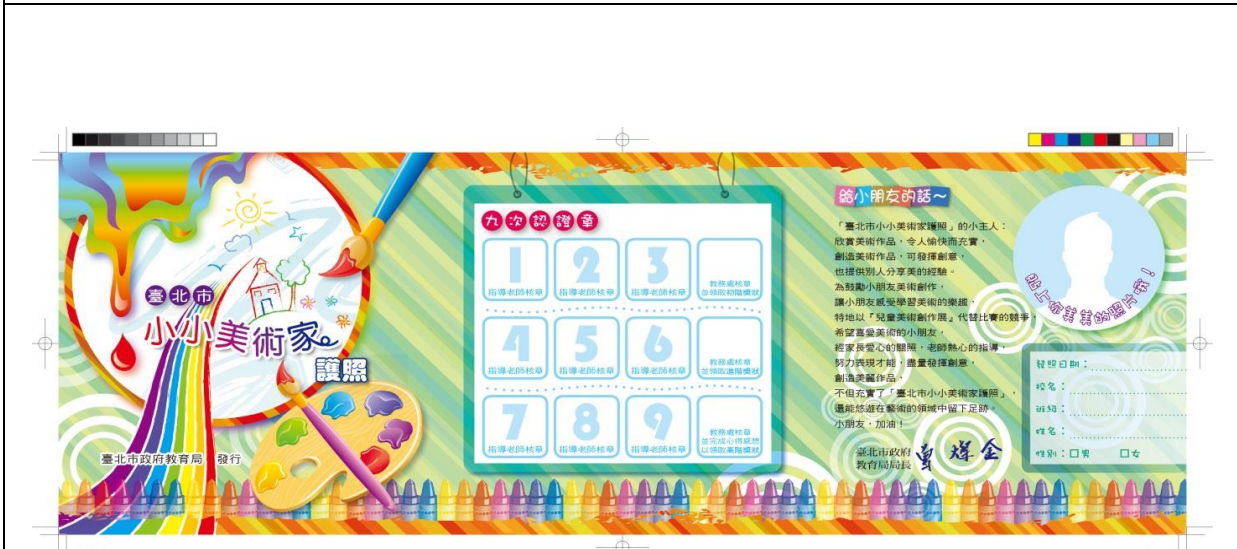 臺北市
小小美術家
護照
臺北市政府教育局 發行
九次認證章
1
指導老師核章
2
指導老師核章
3
指導老師核章
教務處核章
並領取初階獎狀
4
指導老師核章
5
指導老師核章
6
指導老師核章
教務處核章
並領取進階獎狀
7
指導老師核章
8
指導老師核章
9
指導老師核章
教務處核章
並完成心得感想
以領取高階獎狀
給小朋友的話～
「臺北市小小美術家護照」的小主人：
欣賞美術作品，令人愉快而充實，
創造美術作品，可發揮創意，
也提供別人分享美的經驗。
為鼓勵小朋友美術創作，
讓小朋友感受學習美術的樂趣，
特地以『兒童美術創作展』代替比賽的競爭，
希望喜愛美術的小朋友，
經家長愛心的關照，老師熱心的指導，
努力表現才能，盡量發揮創意，
創造美麗作品，
不但充實了「臺北市小小美術家護照」，
還能悠遊在藝術的領域中留下足跡。
小朋友，加油！
臺北市政府
教育局局長 曾燦金
貼上你美美的照片哦！
發照日期：
校名：
班級：
姓名：
性別：□男 □女